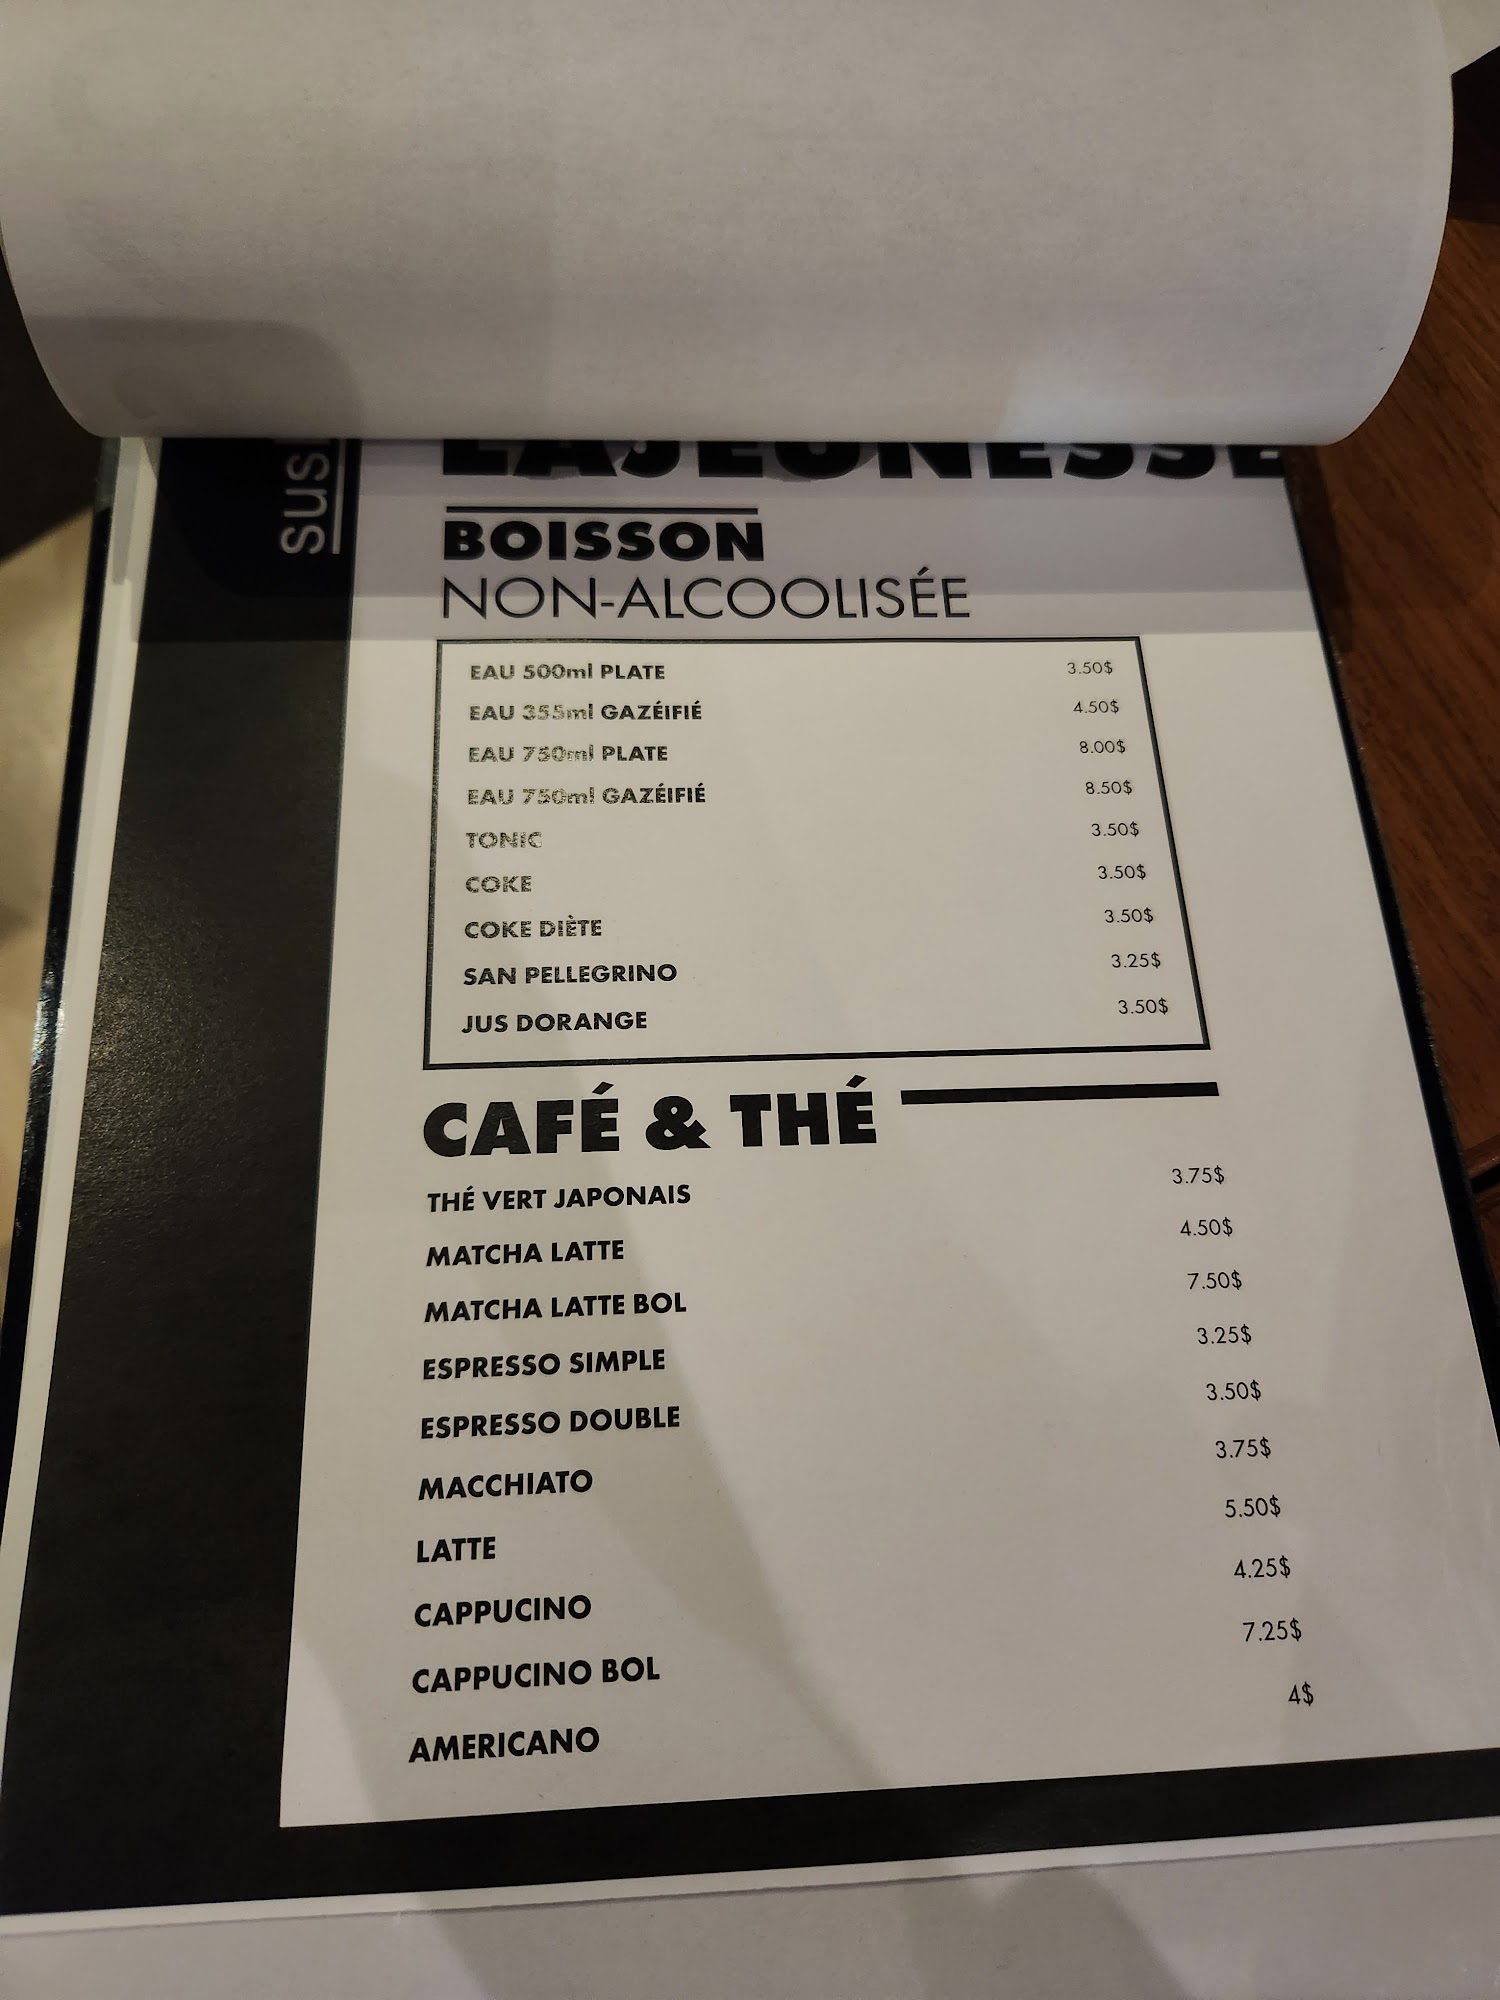 LAJEUNESSE
BOISSON
NON-ALCOOLISÉE
EAU 500ml PLATE 3.50$
EAU 355ml GAZÉIFIÉ 4.50$
EAU 750ml PLATE 8.00$
EAU 750ml GAZÉIFIÉ 8.50$
TONIC 3.50$
COKE 3.50$
COKE DIÈTE 3.50$
SAN PELLEGRINO 3.25$
JUS DORANGE 3.50$
CAFÉ & THÉ
THÉ VERT JAPONAIS 3.75$
MATCHA LATTE 4.50$
MATCHA LATTE BOL 7.50$
ESPRESSO SIMPLE 3.25$
ESPRESSO DOUBLE 3.50$
MACCHIATO 3.75$
LATTE 5.50$
CAPPUCINO 4.25$
CAPPUCINO BOL 7.25$
AMERICANO 4$